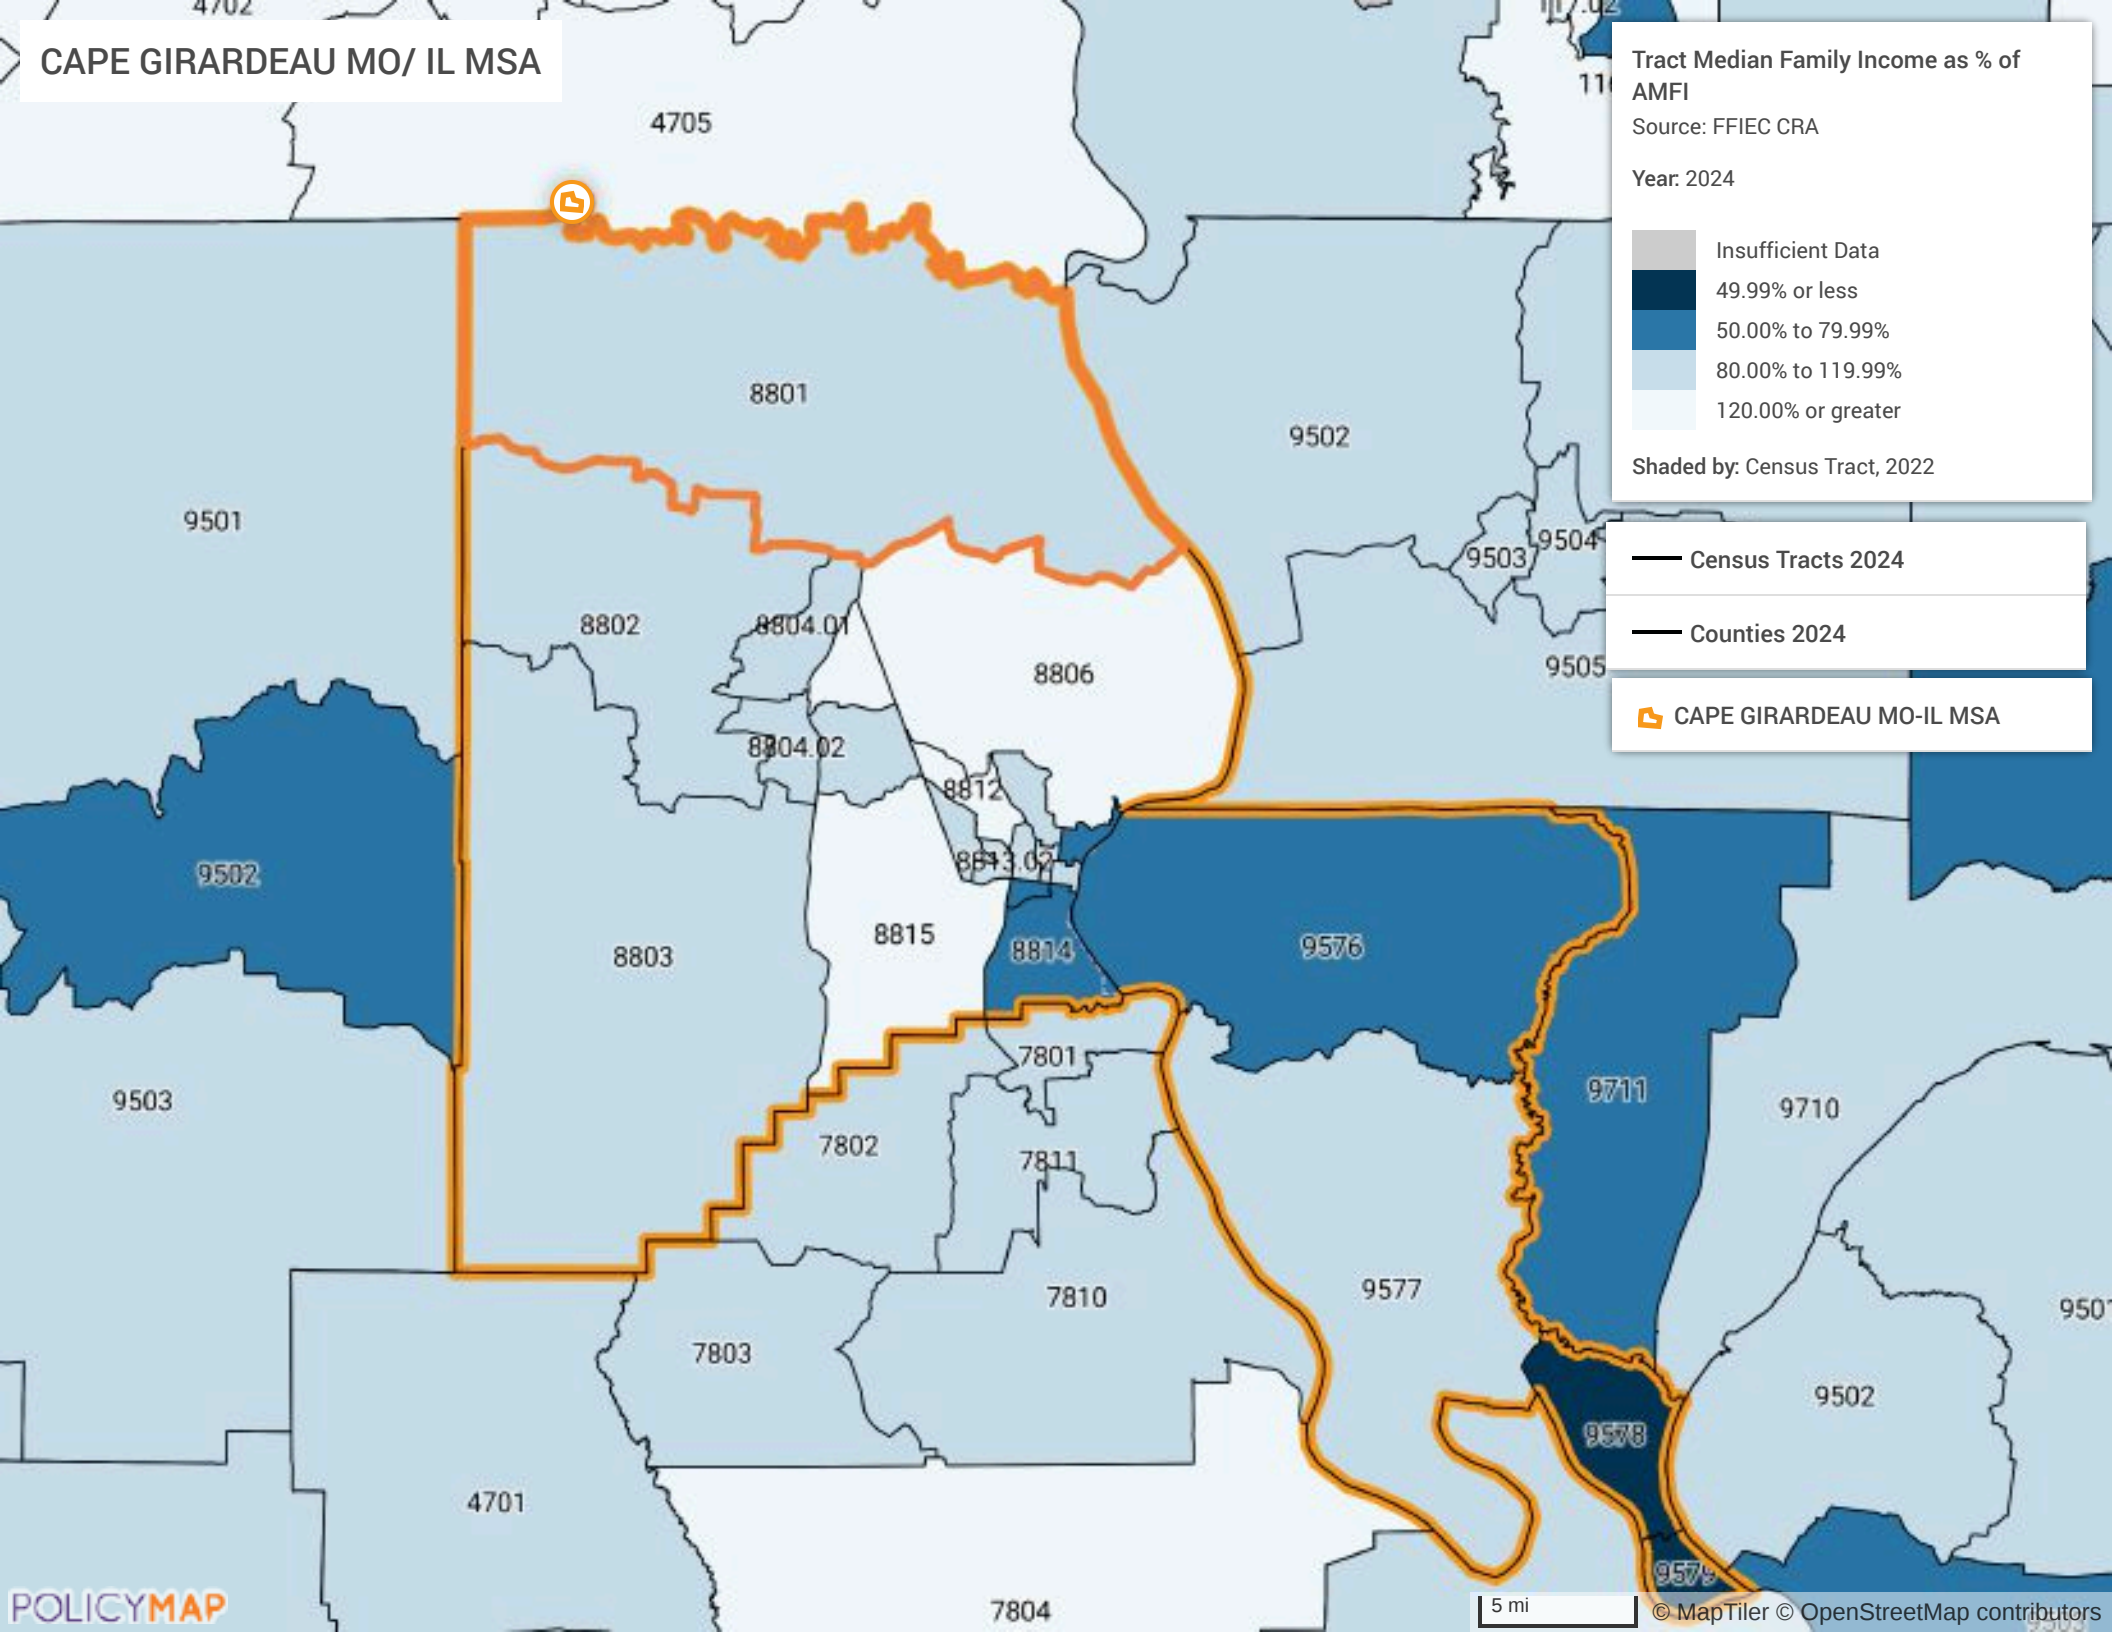 4702
CAPE GIRARDEAU MO/ IL MSA
4705
Tract Median Family Income as % of
AMFI
Source: FFIEC CRA
Year: 2024
Insufficient Data
49.99% or less
50.00% to 79.99%
80.00% to 119.99%
120.00% or greater
Shaded by: Census Tract, 2022
Census Tracts 2024
Counties 2024
CAPE GIRARDEAU MO-IL MSA
8801
9502
9501
9503
9504
8802
8804.01
8806
9505
8804.02
8812
8813.02
9502
8815
8814
9576
8803
7801
9711
9503
9710
7802
7811
7810
9577
7803
9502
9578
4701
9579
7804
POLICYMAP
5 mi
© MapTiler © OpenStreetMap contributors